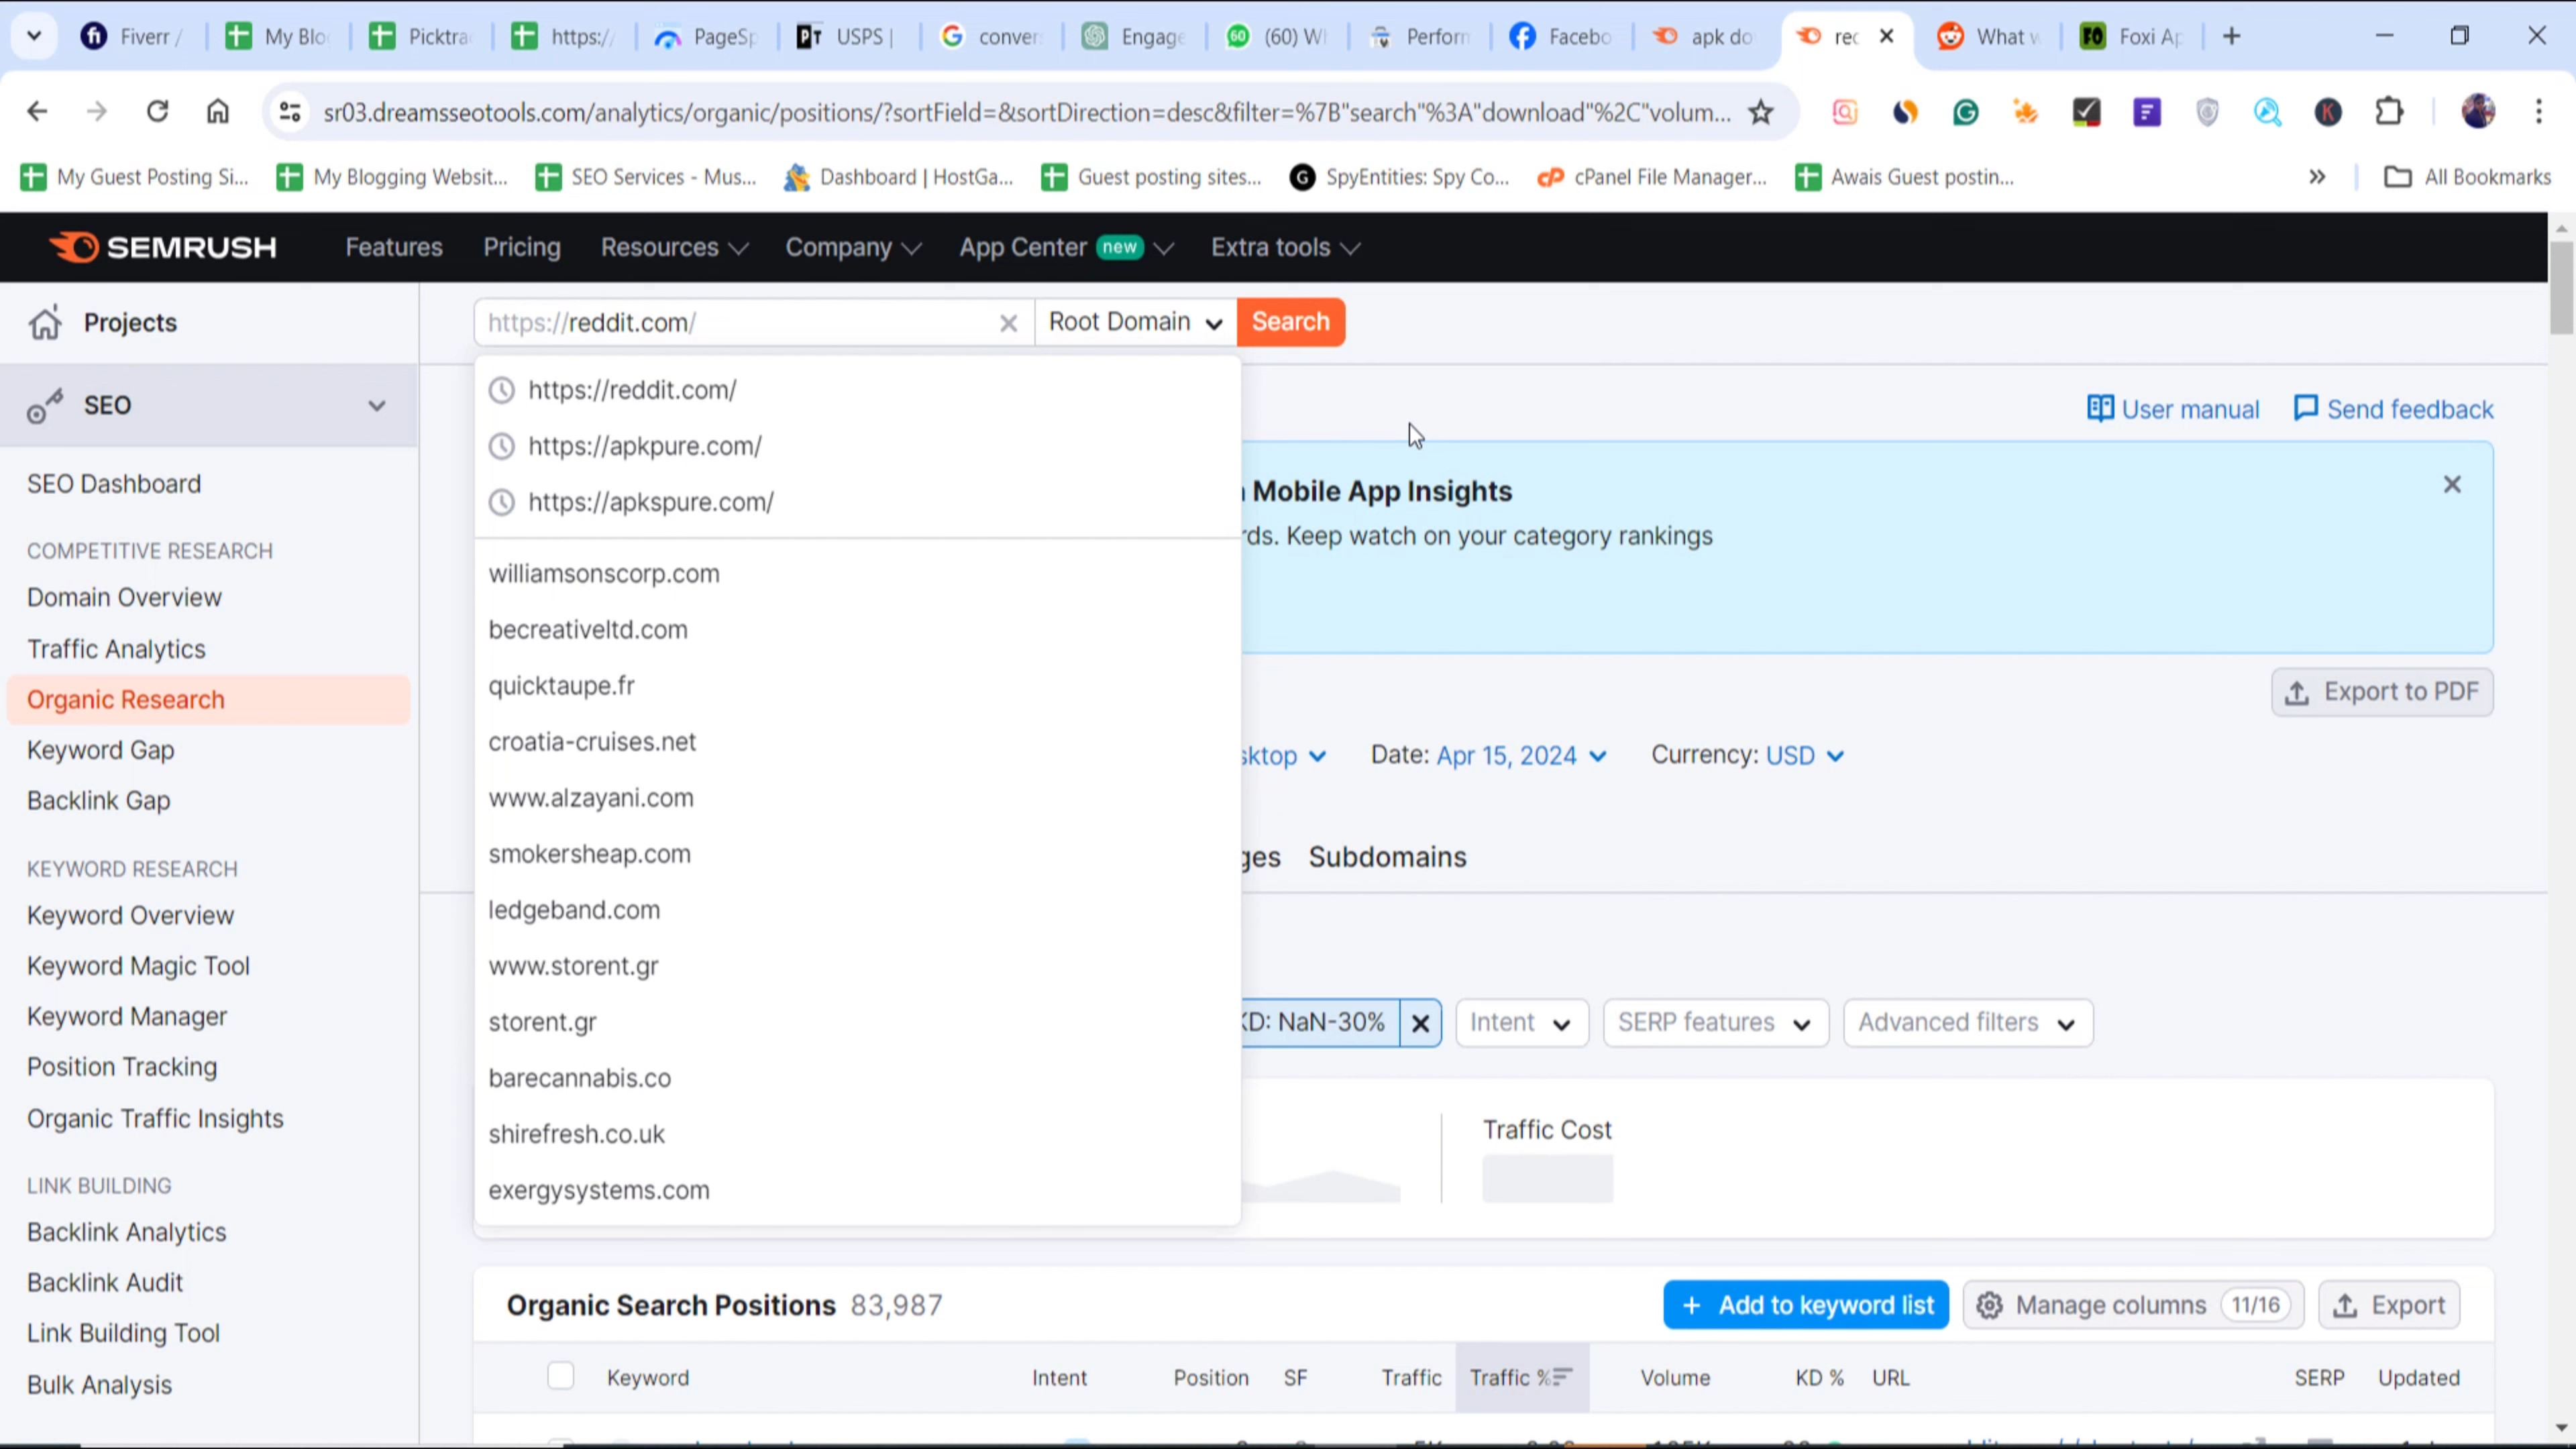 Fiverr /
My Blo
Picktra
https:/
PageSp
PT USPS |
conver
Engage
60 (60) W
Perforn
Facebo
apk do
rec
What w
FO Foxi Ap
sr03.dreamsseotools.com/analytics/organic/positions/?sortField=&sortDirection=desc&filter=%7B"search"%3A"download"%2C"volum...
My Guest Posting Si...
My Blogging Websit...
SEO Services - Mus...
Dashboard | HostGa...
Guest posting sites...
SpyEntities: Spy Co...
cPanel File Manager...
Awais Guest postin...
All Bookmarks
SEMRUSH
Features
Pricing
Resources
Company
App Center new
Extra tools
Projects
https://reddit.com/
Root Domain
Search
SEO
SEO Dashboard
COMPETITIVE RESEARCH
Domain Overview
Traffic Analytics
Organic Research
Keyword Gap
Backlink Gap
KEYWORD RESEARCH
Keyword Overview
Keyword Magic Tool
Keyword Manager
Position Tracking
Organic Traffic Insights
LINK BUILDING
Backlink Analytics
Backlink Audit
Link Building Tool
Bulk Analysis
https://reddit.com/
https://apkpure.com/
https://apkspure.com/
williamsonscorp.com
becreativeltd.com
quicktaupe.fr
croatia-cruises.net
www.alzayani.com
smokersheap.com
ledgeband.com
www.storent.gr
storent.gr
barecannabis.co
shirefresh.co.uk
exergysystems.com
User manual
Send feedback
Mobile App Insights
rds. Keep watch on your category rankings
Export to PDF
sktop
Date: Apr 15, 2024
Currency: USD
ges
Subdomains
KD: NaN-30%
Intent
SERP features
Advanced filters
Traffic Cost
Organic Search Positions 83,987
+ Add to keyword list
Manage columns 11/16
Export
Keyword
Intent
Position
SF
Traffic
Traffic %
Volume
KD %
URL
SERP
Updated